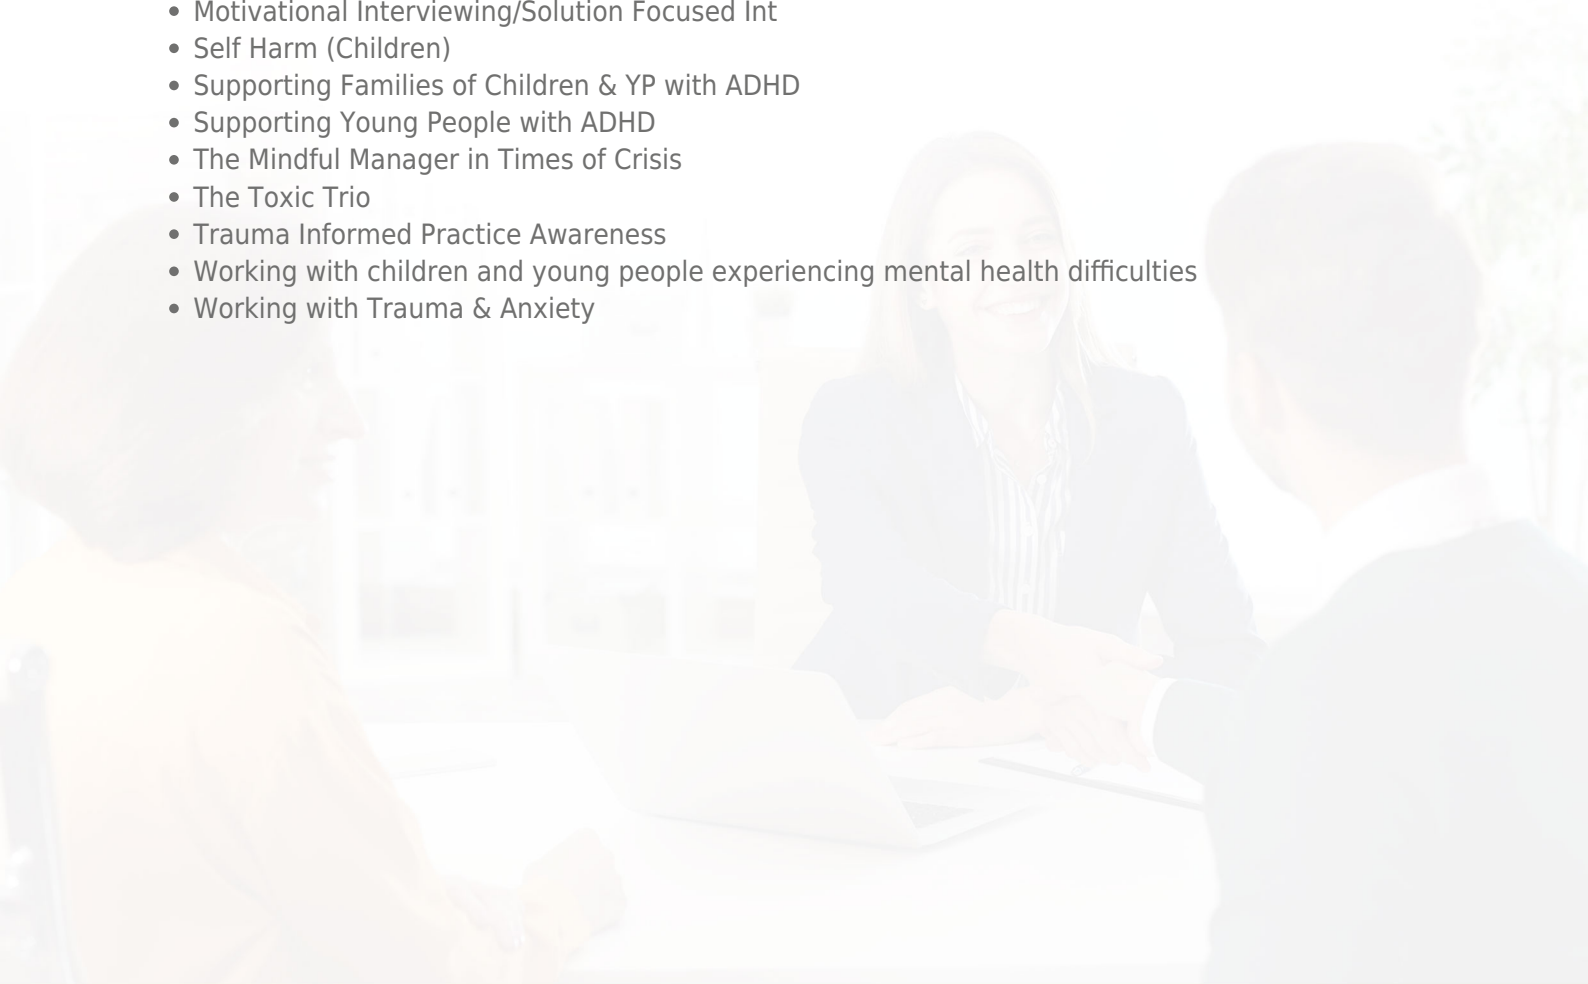 • Motivational Interviewing/Solution Focused Int
• Self Harm (Children)
• Supporting Families of Children & YP with ADHD
• Supporting Young People with ADHD
• The Mindful Manager in Times of Crisis
• The Toxic Trio
• Trauma Informed Practice Awareness
• Working with children and young people experiencing mental health difficulties
• Working with Trauma & Anxiety